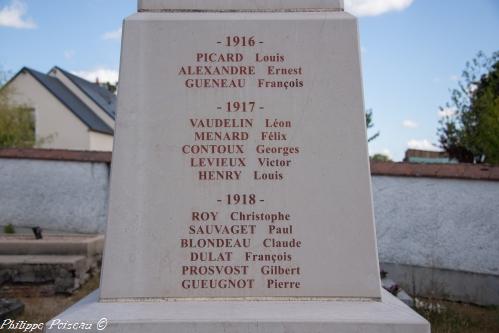 - 1916 -
PICARD Louis
ALEXANDRE Ernest
GUENEAU François
- 1917 -
VAUDELIN Léon
MENARD Félix
CONTOUX Georges
LEVIEUX Victor
HENRY Louis
- 1918 -
ROY Christophe
SAUVAGET Paul
BLONDEAU Claude
DULAT François
PROSVOST Gilbert
GUEUGNOT Pierre
Philippe Poiseau ©